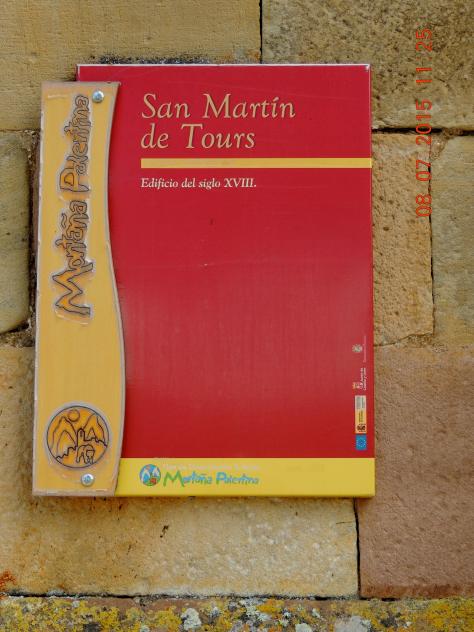 San Martín
de Tours
Edificio del siglo XVIII.
Montaña Palentina
Montaña Palentina
08.07.2015 11:25